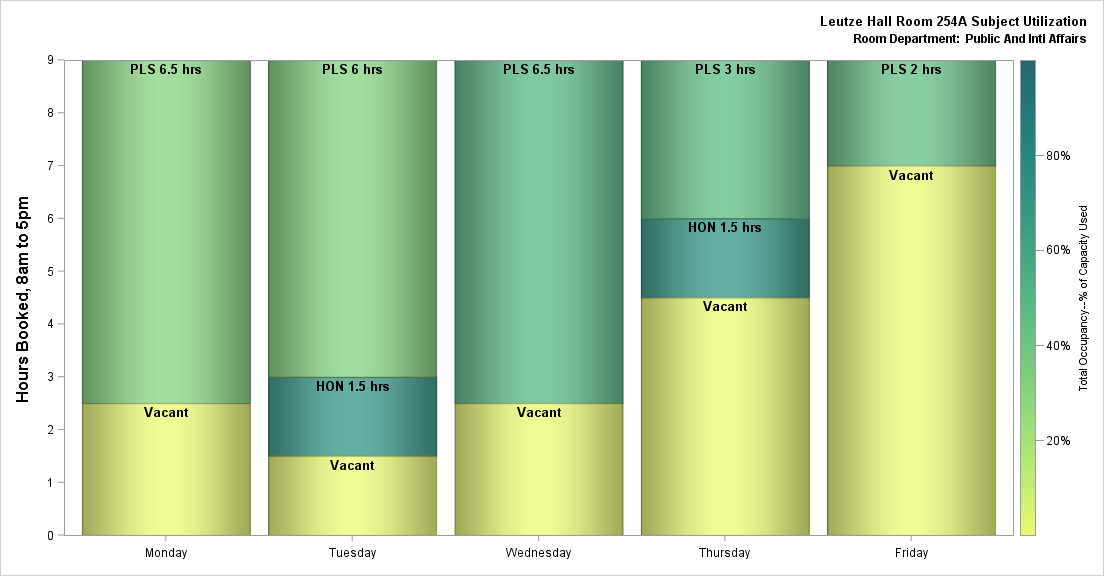 Leutze Hall Room 254A Subject Utilization
Room Department: Public And Intl Affairs
Hours Booked, 8am to 5pm
9
8
7
6
5
4
3
2
1
0
PLS 6.5 hrs
Vacant
PLS 6 hrs
HON 1.5 hrs
Vacant
PLS 6.5 hrs
Vacant
PLS 3 hrs
HON 1.5 hrs
Vacant
PLS 2 hrs
Vacant
Monday
Tuesday
Wednesday
Thursday
Friday
80%
60%
40%
20%
Total Occupancy--% of Capacity Used